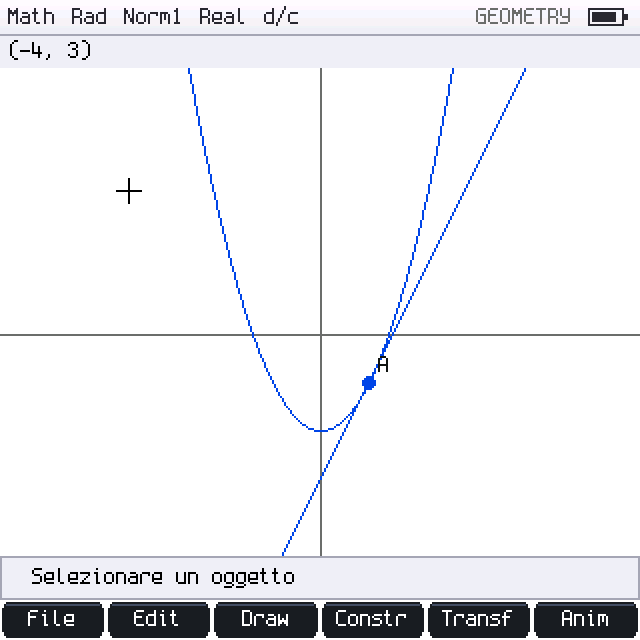 Math Rad Norm1 Real d/c GEOMETRY
(-4, 3)
A
Selezionare un oggetto
File Edit Draw Constr Transf Anim